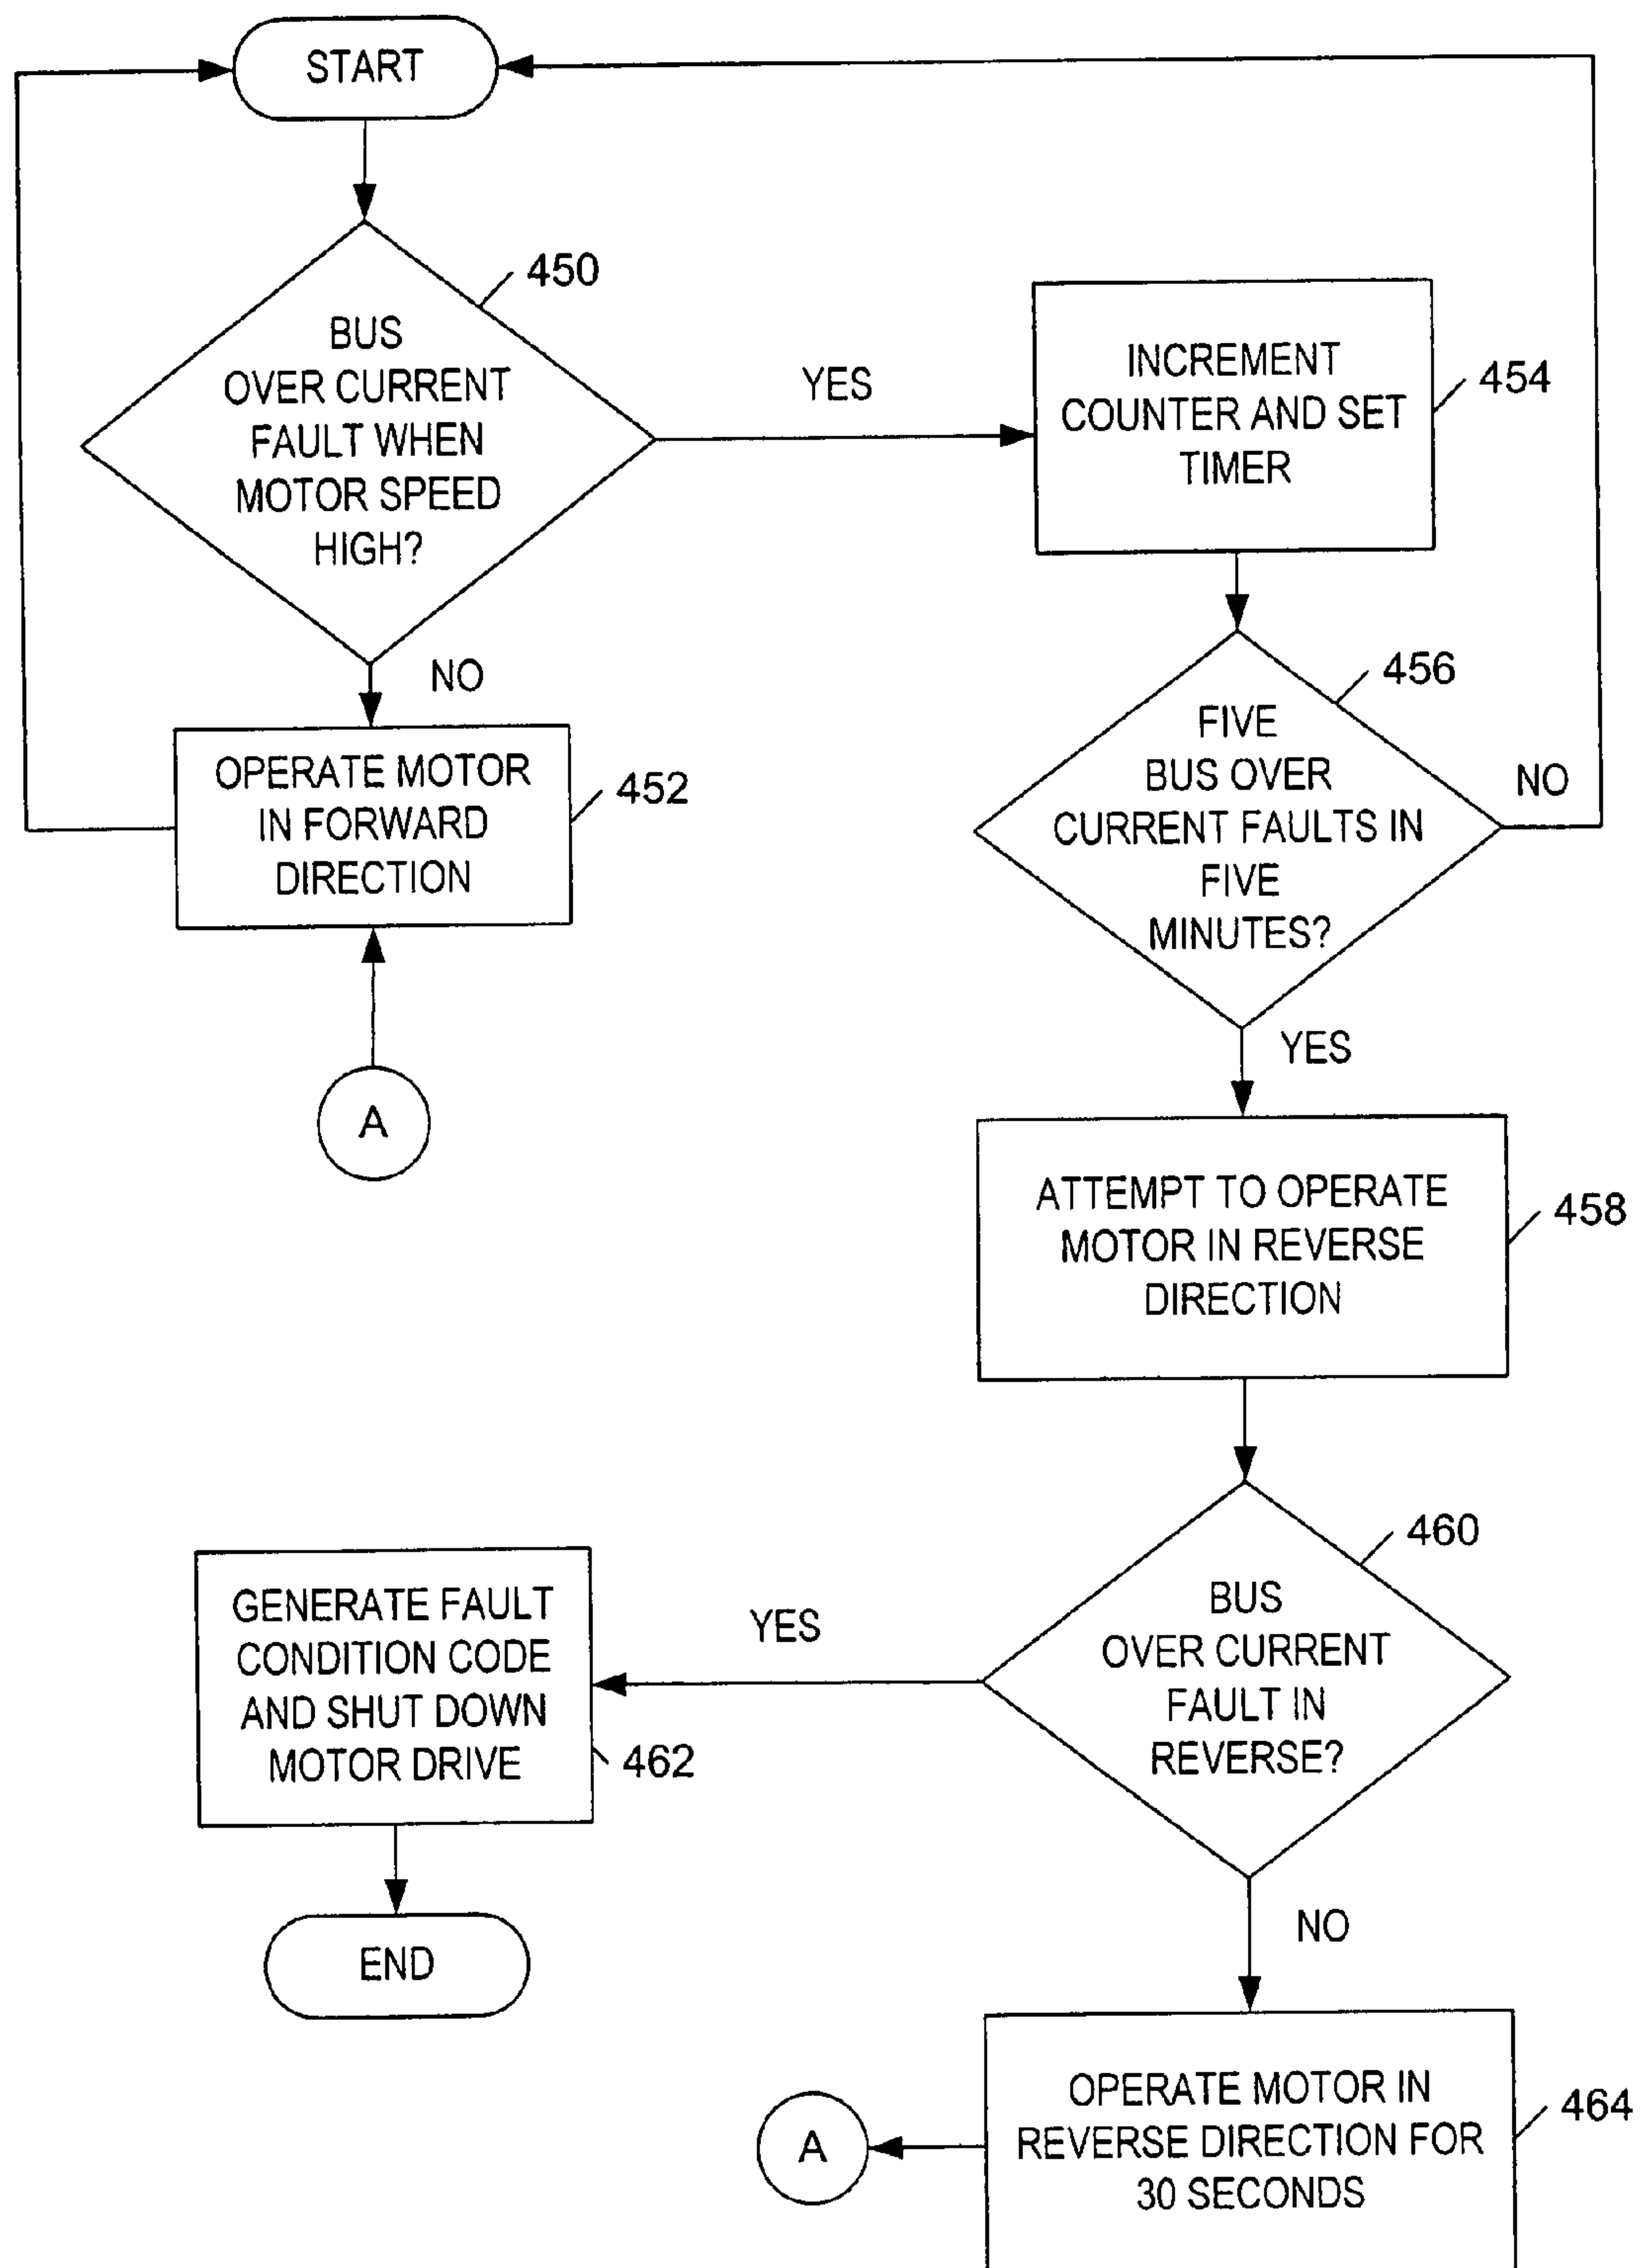 START
450
BUS
OVER CURRENT
FAULT WHEN
MOTOR SPEED
HIGH?
YES
INCREMENT
COUNTER AND SET
TIMER
454
NO
OPERATE MOTOR
IN FORWARD
DIRECTION
452
A
456
FIVE
BUS OVER
CURRENT FAULTS IN
FIVE
MINUTES?
NO
YES
ATTEMPT TO OPERATE
MOTOR IN REVERSE
DIRECTION
458
460
BUS
OVER CURRENT
FAULT IN
REVERSE?
YES
GENERATE FAULT
CONDITION CODE
AND SHUT DOWN
MOTOR DRIVE
462
END
NO
OPERATE MOTOR IN
REVERSE DIRECTION FOR
30 SECONDS
464
A